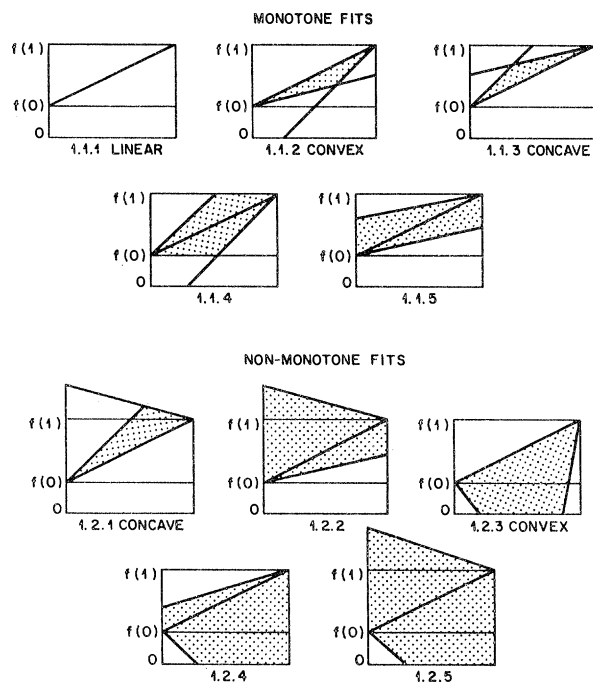 MONOTONE FITS
f(1) f(1) f(1)
f(0) f(0) f(0)
0 0 0
1.1.1 LINEAR 1.1.2 CONVEX 1.1.3 CONCAVE
f(1) f(1)
f(0) f(0)
0 0
1.1.4 1.1.5
NON-MONOTONE FITS
f(1) f(1) f(1)
f(0) f(0) f(0)
0 0 0
1.2.1 CONCAVE 1.2.2 1.2.3 CONVEX
f(1) f(1)
f(0) f(0)
0 0
1.2.4 1.2.5